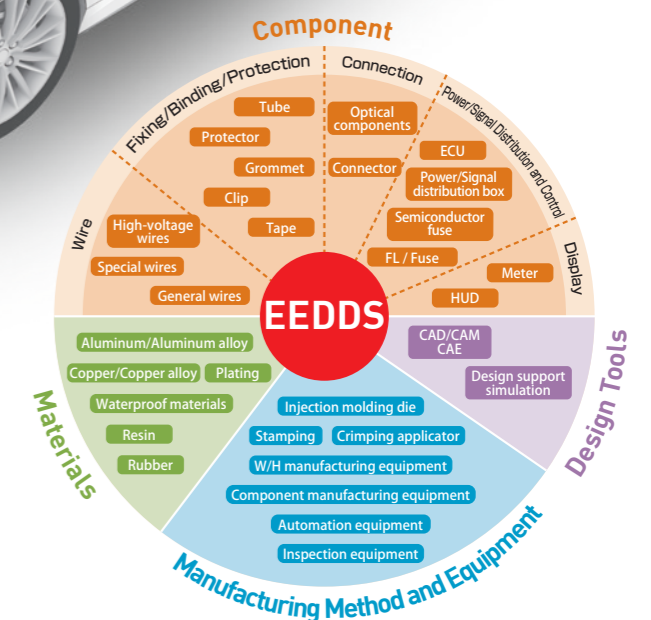 Component
Fixing/Binding/Protection
Tube
Protector
Grommet
Clip
Tape
Connection
Optical
components
Connector
Power/Signal Distribution and Control
ECU
Power/Signal
distribution box
Semiconductor
fuse
FL / Fuse
Display
Meter
HUD
Wire
High-voltage
wires
Special wires
General wires
EEDDS
Materials
Aluminum/Aluminum alloy
Copper/Copper alloy
Plating
Waterproof materials
Resin
Rubber
Design Tools
CAD/CAM
CAE
Design support
simulation
Manufacturing Method and Equipment
Injection molding die
Stamping
Crimping applicator
W/H manufacturing equipment
Component manufacturing equipment
Automation equipment
Inspection equipment